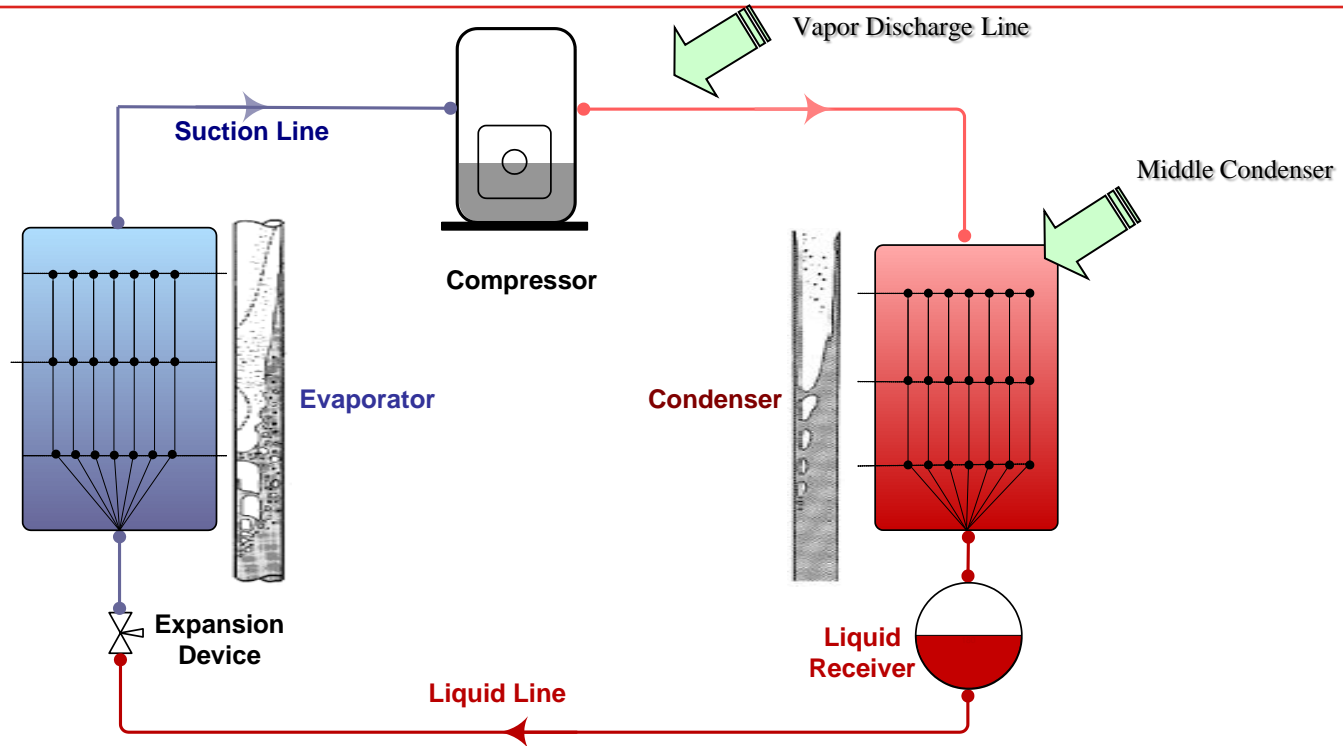 Vapor Discharge Line
Suction Line
Middle Condenser
Compressor
Evaporator
Condenser
Expansion
Device
Liquid
Receiver
Liquid Line